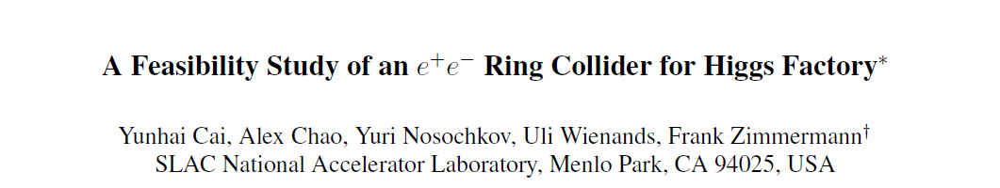 A Feasibility Study of an e⁺e⁻ Ring Collider for Higgs Factory*
Yunhai Cai, Alex Chao, Yuri Nosochkov, Uli Wienands, Frank Zimmermann†
SLAC National Accelerator Laboratory, Menlo Park, CA 94025, USA